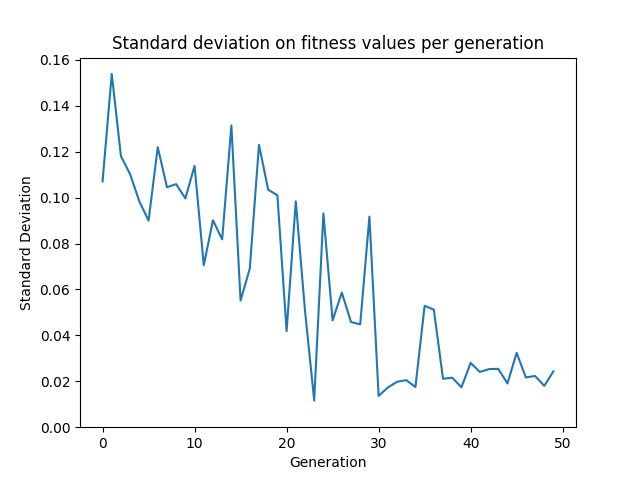 Standard deviation on fitness values per generation
0.16
0.14
0.12
0.10
0.08
0.06
0.04
0.02
0.00
Standard Deviation
0 10 20 30 40 50
Generation